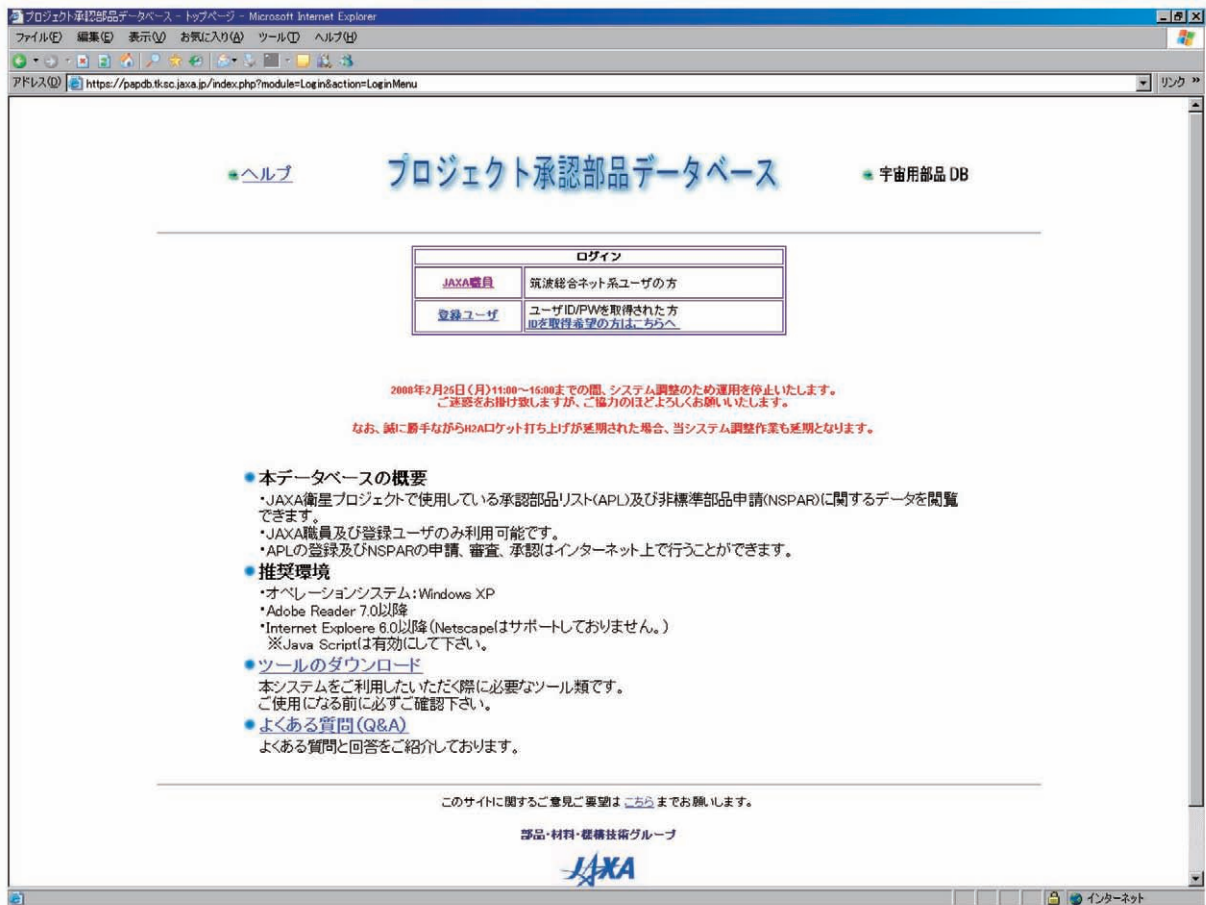 プロジェクト承認部品データベース - トップページ - Microsoft Internet Explorer
ファイル(F) 編集(E) 表示(V) お気に入り(A) ツール(T) ヘルプ(H)
アドレス(D) https://papdb.tksc.jaxa.jp/index.php?module=Login&action=LoginMenu リンク »
ヘルプ プロジェクト承認部品データベース 宇宙用部品 DB
ログイン
JAXA職員 筑波総合ネット系ユーザの方
登録ユーザ ユーザID/PWを取得された方
IDを取得希望の方はこちらへ
2008年2月25日(月)11:00～15:00までの間、システム調整のため運用を停止いたします。
ご迷惑をお掛け致しますが、ご協力のほどよろしくお願いいたします。
なお、誠に勝手ながらH2Aロケット打ち上げが延期された場合、当システム調整作業も延期となります。
本データベースの概要
・JAXA衛星プロジェクトで使用している承認部品リスト(APL)及び非標準部品申請(NSPAR)に関するデータを閲覧
できます。
・JAXA職員及び登録ユーザのみ利用可能です。
・APLの登録及びNSPARの申請、審査、承認はインターネット上で行うことができます。
推奨環境
・オペレーションシステム:Windows XP
・Adobe Reader 7.0以降
・Internet Exploere 6.0以降(Netscapeはサポートしておりません。)
※Java Scriptは有効にして下さい。
ツールのダウンロード
本システムをご利用したいただく際に必要なツール類です。
ご使用になる前に必ずご確認下さい。
よくある質問(Q&A)
よくある質問と回答をご紹介しております。
このサイトに関するご意見ご要望は こちら までお願いします。
部品・材料・機構技術グループ
JAXA
インターネット